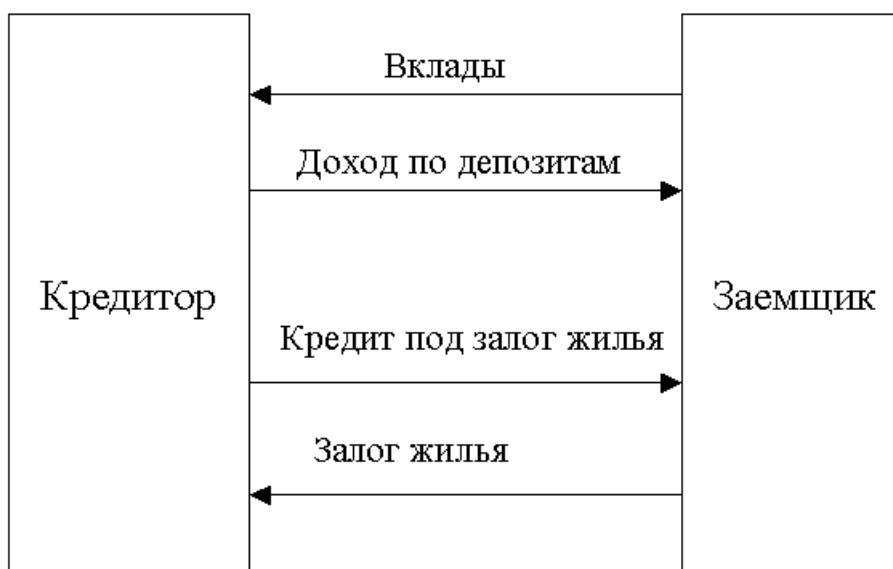 Вклады
Доход по депозитам
Кредитор
Заемщик
Кредит под залог жилья
Залог жилья